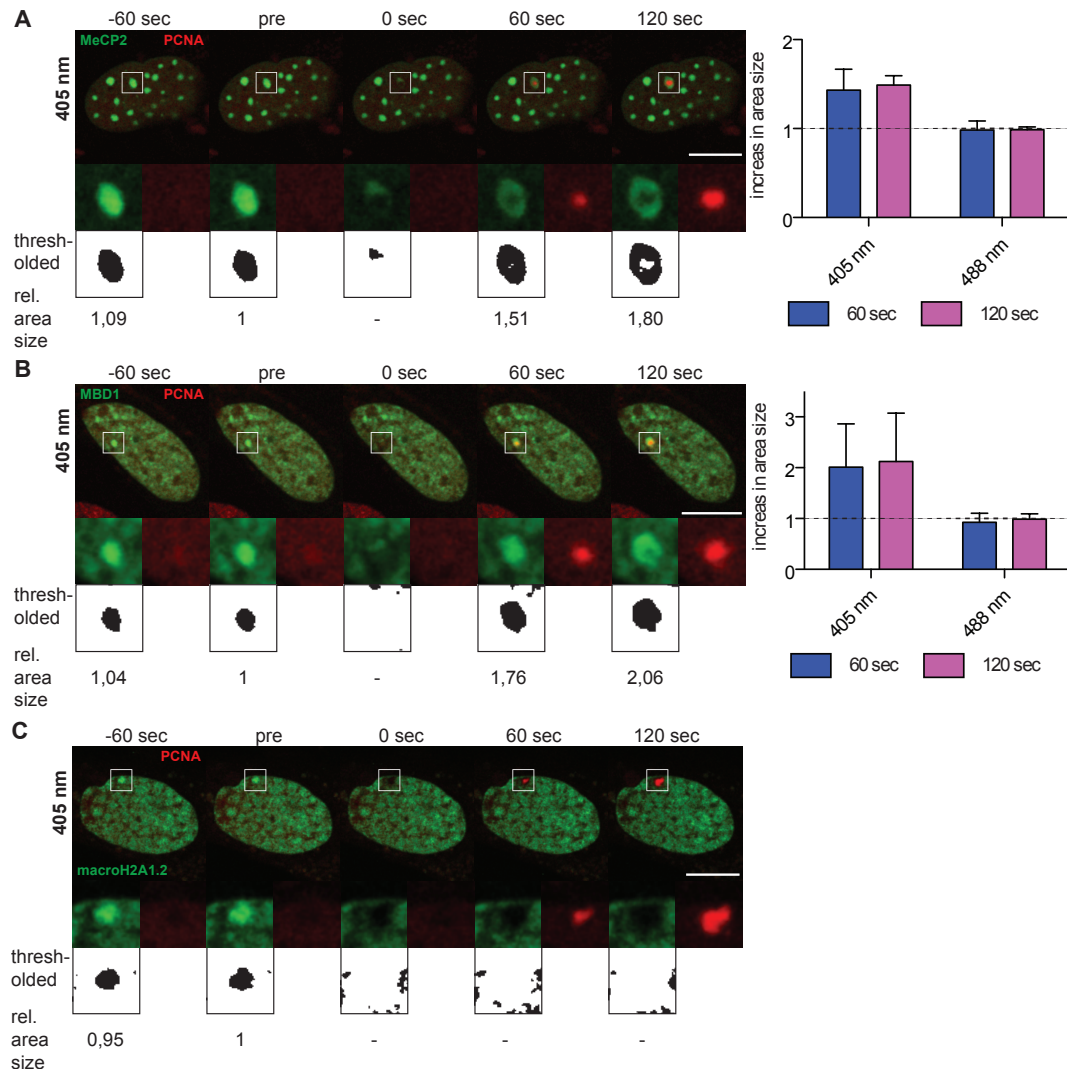 A
-60 sec pre 0 sec 60 sec 120 sec
MeCP2 PCNA
405 nm
thresh-
olded
rel.
area
size
1,09 1 - 1,51 1,80
increas in area size
2
1
0
405 nm 488 nm
60 sec 120 sec
B
-60 sec pre 0 sec 60 sec 120 sec
MBD1 PCNA
405 nm
thresh-
olded
rel.
area
size
1,04 1 - 1,76 2,06
increas in area size
3
2
1
0
405 nm 488 nm
60 sec 120 sec
C
-60 sec pre 0 sec 60 sec 120 sec
PCNA
405 nm
macroH2A1.2
thresh-
olded
rel.
area
size
0,95 1 - - -